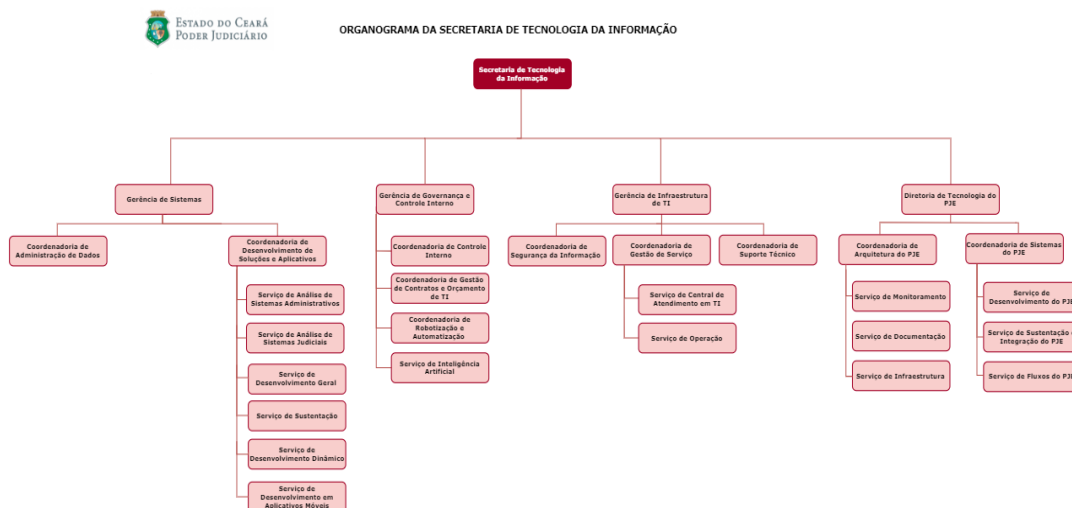 ESTADO DO CEARÁ
PODER JUDICIÁRIO
ORGANOGRAMA DA SECRETARIA DE TECNOLOGIA DA INFORMAÇÃO
Secretaria de Tecnologia
da Informação
Gerência de Sistemas
Gerência de Governança e
Controle Interno
Gerência de Infraestrutura
de TI
Diretoria de Tecnologia do
PJE
Coordenadoria de
Administração de Dados
Coordenadoria de
Desenvolvimento de
Soluções e Aplicativos
Serviço de Análise de
Sistemas Administrativos
Serviço de Análise de
Sistemas Judiciais
Serviço de
Desenvolvimento Geral
Serviço de Sustentação
Serviço de
Desenvolvimento Dinâmico
Serviço de
Desenvolvimento em
Aplicativos Móveis
Coordenadoria de Controle
Interno
Coordenadoria de Gestão
de Contratos e Orçamento
de TI
Coordenadoria de
Robotização e
Automatização
Serviço de Inteligência
Artificial
Coordenadoria de
Segurança da Informação
Coordenadoria de
Gestão de Serviço
Serviço de Central de
Atendimento em TI
Serviço de Operação
Coordenadoria de
Suporte Técnico
Coordenadoria de
Arquitetura do PJE
Serviço de Monitoramento
Serviço de Documentação
Serviço de Infraestrutura
Coordenadoria de Sistemas
do PJE
Serviço de
Desenvolvimento do PJE
Serviço de Sustentação e
Integração do PJE
Serviço de Fluxos do PJE